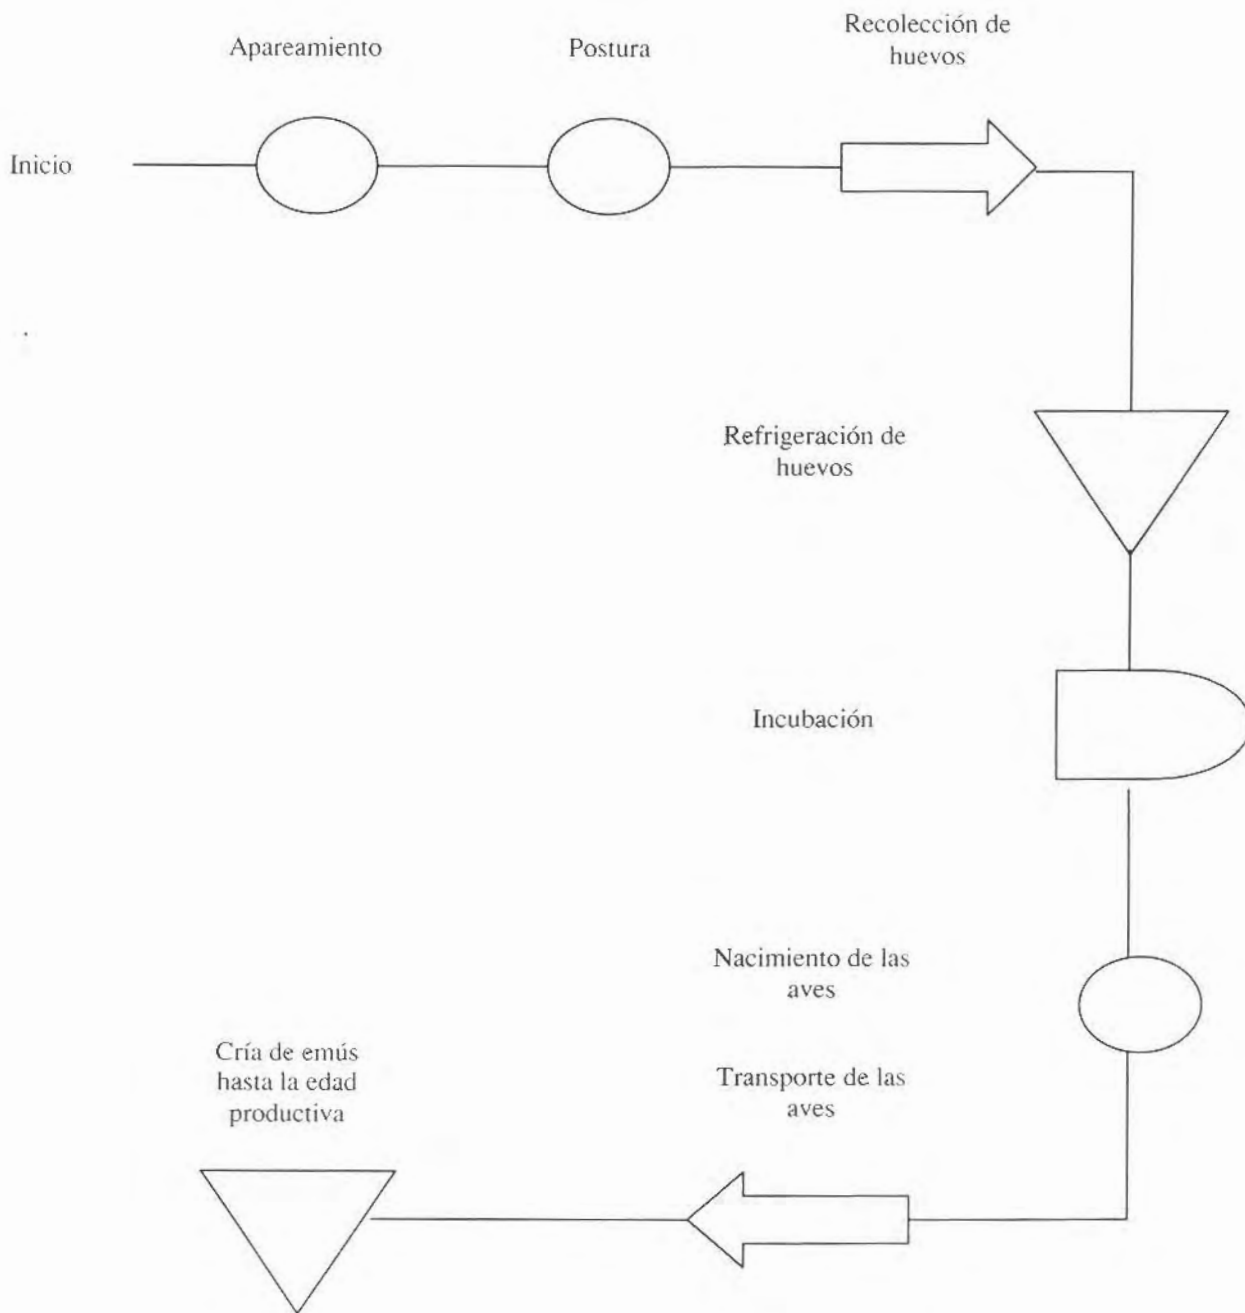 Inicio
Apareamiento
Postura
Recolección de
huevos
Refrigeración de
huevos
Incubación
Nacimiento de las
aves
Transporte de las
aves
Cría de emús
hasta la edad
productiva